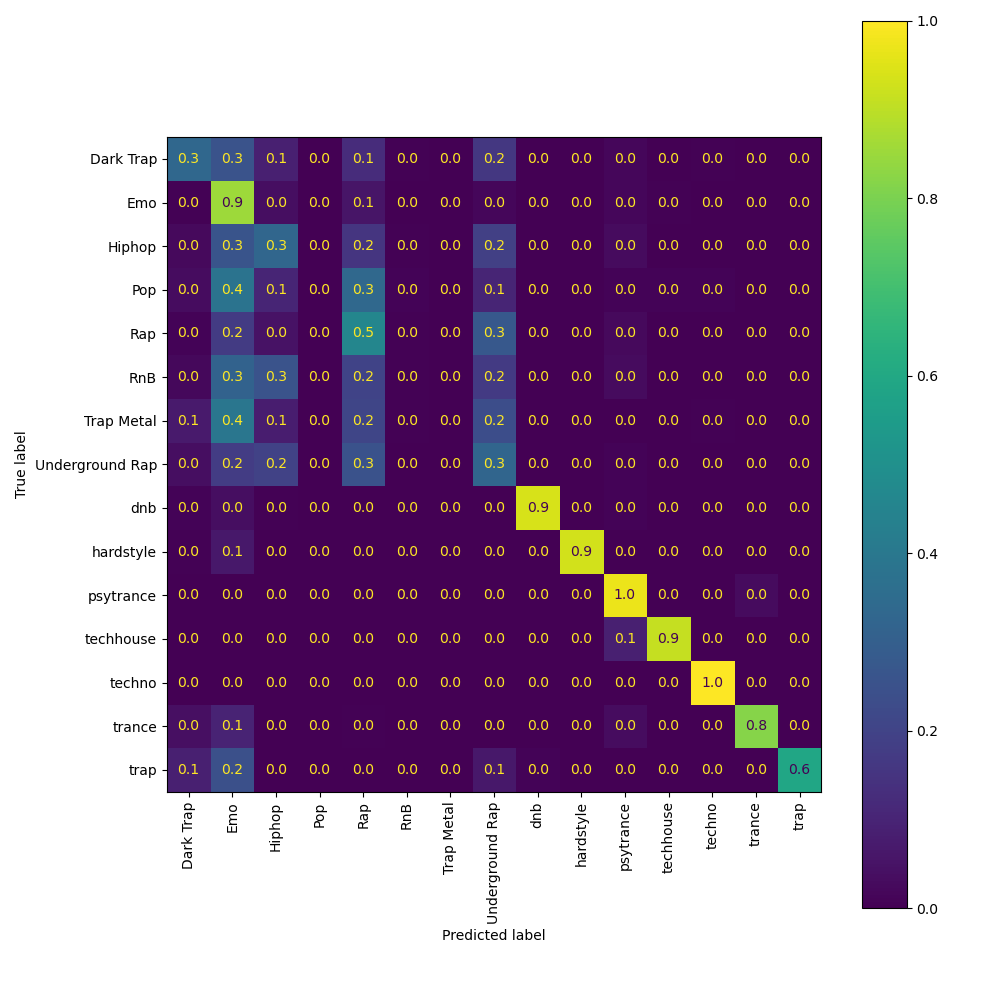 1.0
Dark Trap 0.3 0.3 0.1 0.0 0.1 0.0 0.0 0.2 0.0 0.0 0.0 0.0 0.0 0.0 0.0
Emo 0.0 0.9 0.0 0.0 0.1 0.0 0.0 0.0 0.0 0.0 0.0 0.0 0.0 0.0 0.0
0.8
Hiphop 0.0 0.3 0.3 0.0 0.2 0.0 0.0 0.2 0.0 0.0 0.0 0.0 0.0 0.0 0.0
Pop 0.0 0.4 0.1 0.0 0.3 0.0 0.0 0.1 0.0 0.0 0.0 0.0 0.0 0.0 0.0
Rap 0.0 0.2 0.0 0.0 0.5 0.0 0.0 0.3 0.0 0.0 0.0 0.0 0.0 0.0 0.0
RnB 0.0 0.3 0.3 0.0 0.2 0.0 0.0 0.2 0.0 0.0 0.0 0.0 0.0 0.0 0.0
0.6
Trap Metal 0.1 0.4 0.1 0.0 0.2 0.0 0.0 0.2 0.0 0.0 0.0 0.0 0.0 0.0 0.0
True label
Underground Rap 0.0 0.2 0.2 0.0 0.3 0.0 0.0 0.3 0.0 0.0 0.0 0.0 0.0 0.0 0.0
dnb 0.0 0.0 0.0 0.0 0.0 0.0 0.0 0.0 0.9 0.0 0.0 0.0 0.0 0.0 0.0
hardstyle 0.0 0.1 0.0 0.0 0.0 0.0 0.0 0.0 0.0 0.9 0.0 0.0 0.0 0.0 0.0
0.4
psytrance 0.0 0.0 0.0 0.0 0.0 0.0 0.0 0.0 0.0 0.0 1.0 0.0 0.0 0.0 0.0
techhouse 0.0 0.0 0.0 0.0 0.0 0.0 0.0 0.0 0.0 0.0 0.1 0.9 0.0 0.0 0.0
techno 0.0 0.0 0.0 0.0 0.0 0.0 0.0 0.0 0.0 0.0 0.0 0.0 1.0 0.0 0.0
trance 0.0 0.1 0.0 0.0 0.0 0.0 0.0 0.0 0.0 0.0 0.0 0.0 0.0 0.8 0.0
0.2
trap 0.1 0.2 0.0 0.0 0.0 0.0 0.0 0.1 0.0 0.0 0.0 0.0 0.0 0.0 0.6
Dark Trap
Emo
Hiphop
Pop
Rap
RnB
Trap Metal
Underground Rap
dnb
hardstyle
psytrance
techhouse
techno
trance
trap
0.0
Predicted label